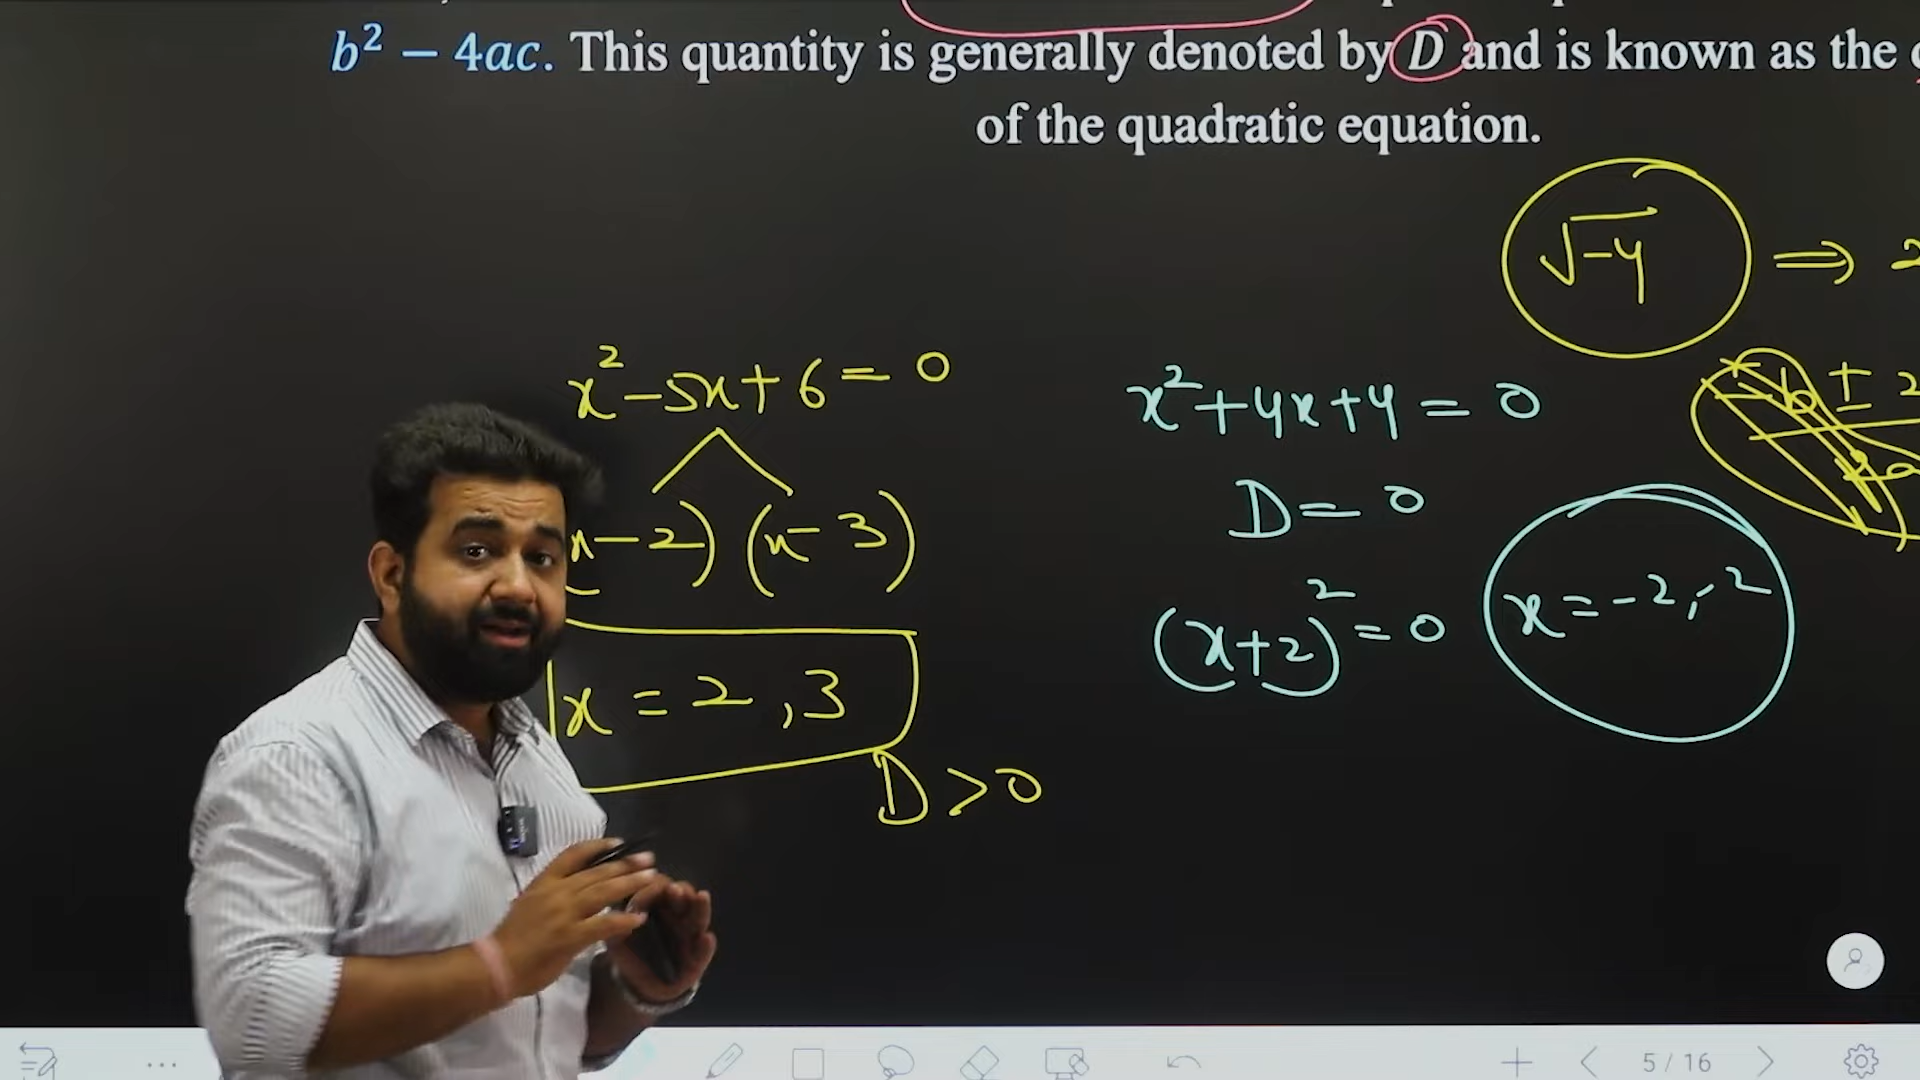 b² − 4ac. This quantity is generally denoted by D and is known as the
of the quadratic equation.
√-4 ⟹ 2
x² - 5x + 6 = 0
x-2) (x-3)
x = 2, 3
D > 0
x² + 4x + 4 = 0
D = 0
(x+2)² = 0
x = -2, -2
± 2
5 / 16